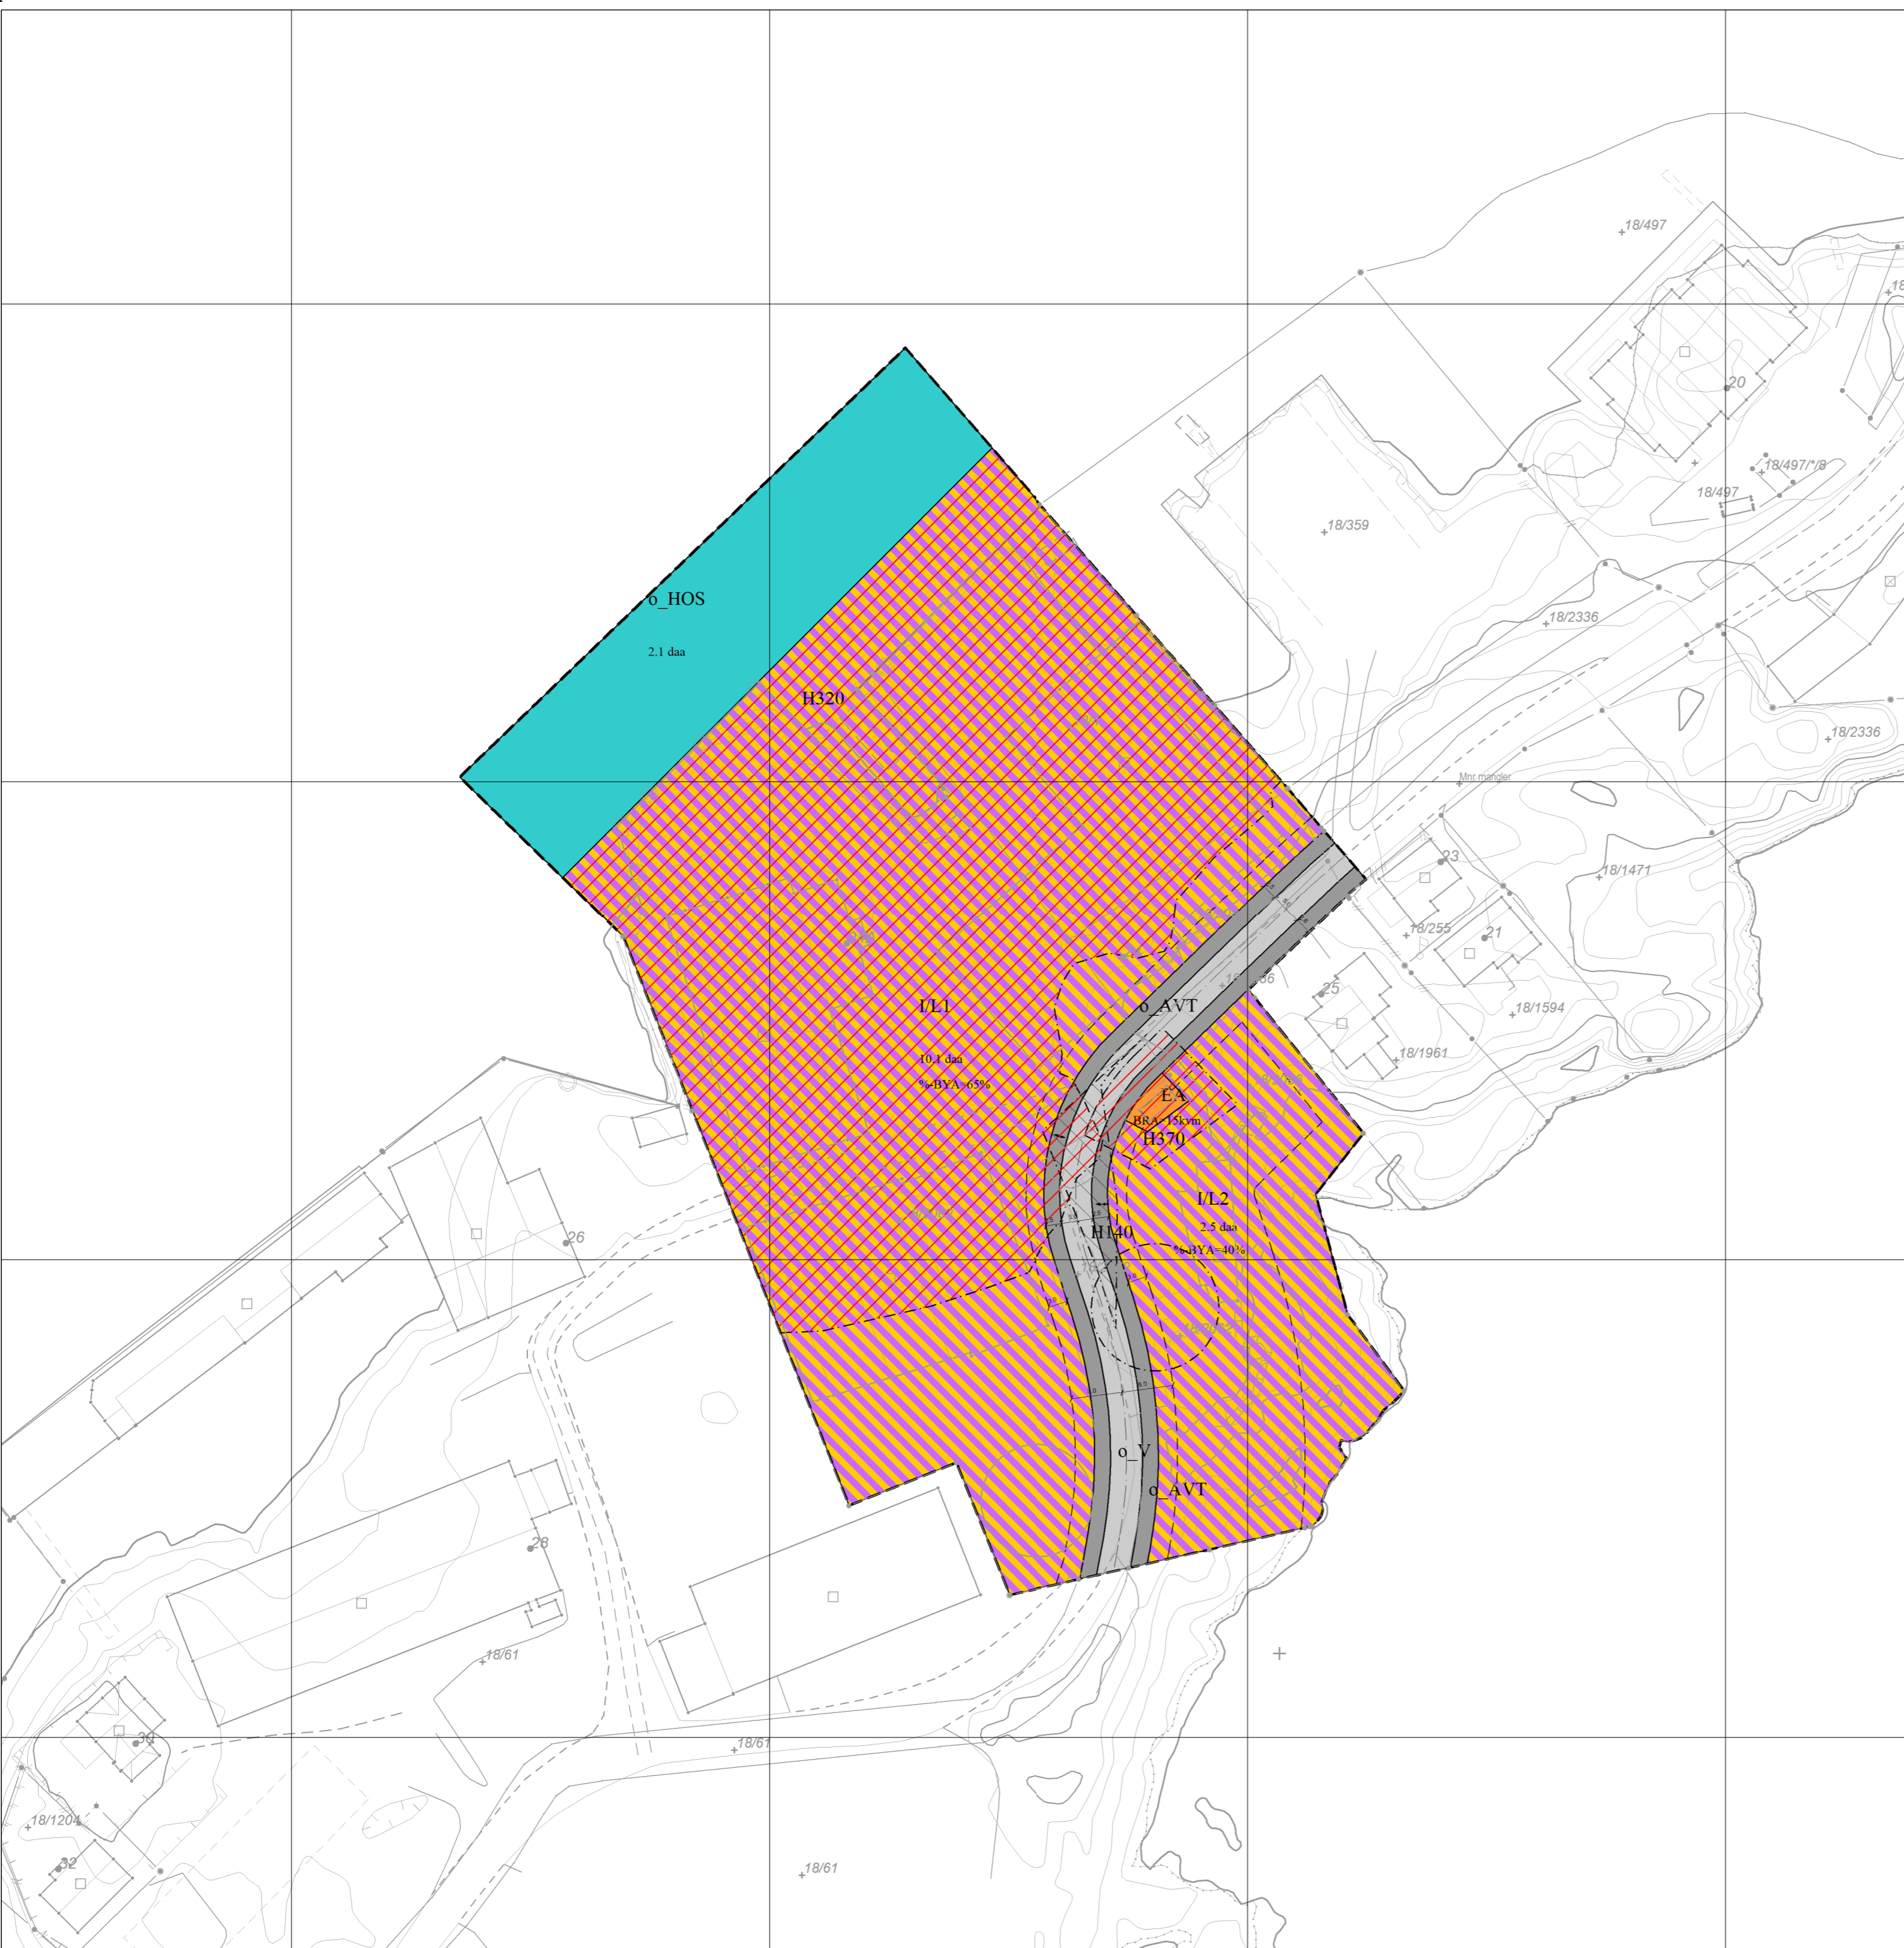 18/497
18
20
18/497/*/8
18/497
18/359
o_HOS
2.1 daa
18/2336
H320
18/2336
Mnr mangler
23
18/1471
18/255
21
25
I/L1
o_AVT
18/1594
10.1 daa
%-BYA=65%
18/1961
EA
BRA=15kvm
H370
I/L2
2.5 daa
H140
%-BYA=40%
26
o_V
o_AVT
28
18/61
30
18/61
18/1204
32
18/61